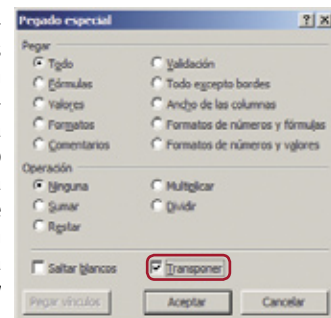 Pegado especial
Pegar
Todo
Validación
Fórmulas
Todo excepto bordes
Valores
Ancho de las columnas
Formatos
Formatos de números y fórmulas
Comentarios
Formatos de números y valores
Operación
Ninguna
Multiplicar
Sumar
Dividir
Restar
Saltar blancos
Transponer
Pegar vínculos
Aceptar
Cancelar